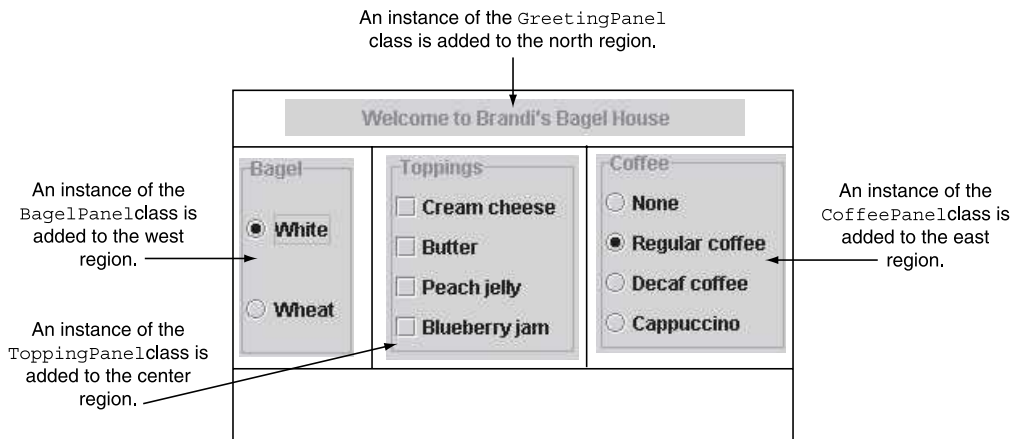 An instance of the GreetingPanel
class is added to the north region.
Welcome to Brandi's Bagel House
Bagel
White
Wheat
Toppings
Cream cheese
Butter
Peach jelly
Blueberry jam
Coffee
None
Regular coffee
Decaf coffee
Cappuccino
An instance of the
BagelPanelclass is
added to the west
region.
An instance of the
ToppingPanelclass is
added to the center
region.
An instance of the
CoffeePanelclass is
added to the east
region.